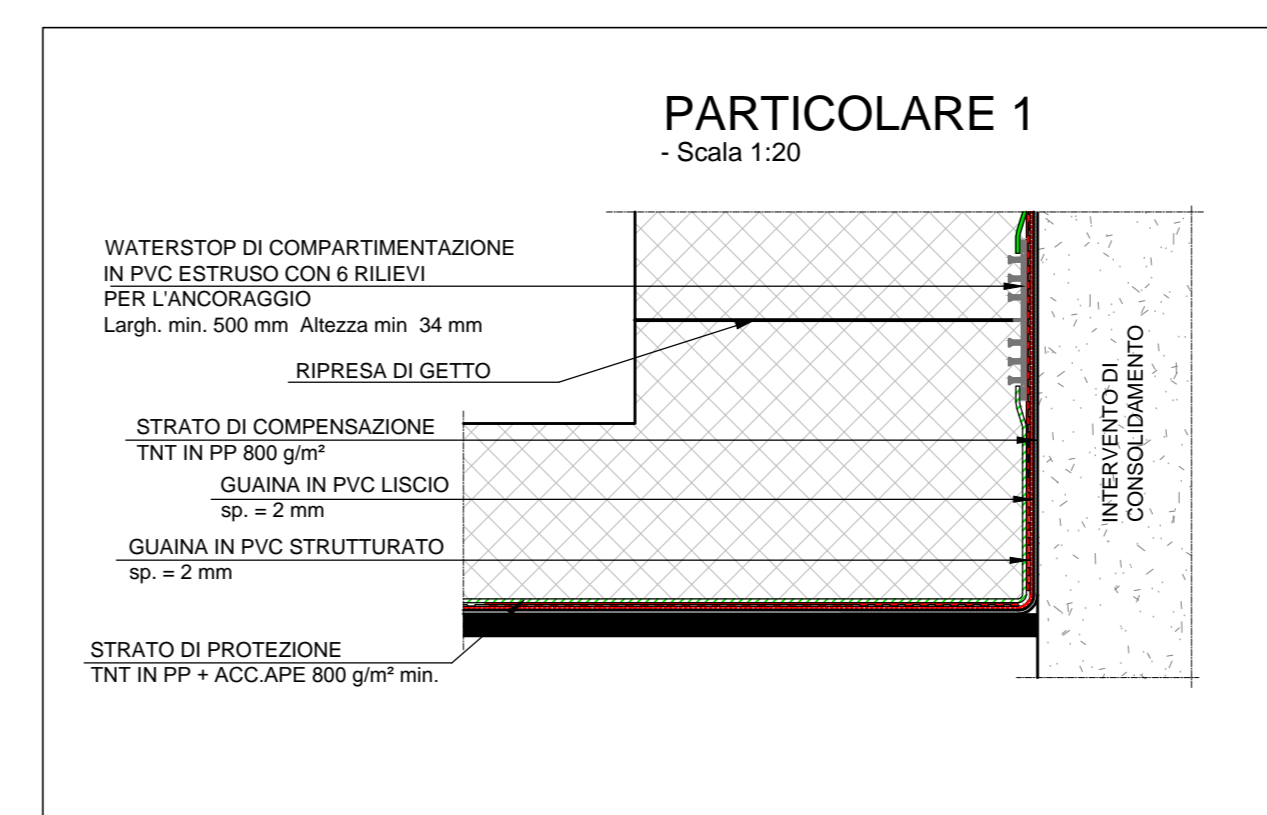 PARTICOLARE 1
- Scala 1:20
WATERSTOP DI COMPARTIMENTAZIONE
IN PVC ESTRUSO CON 6 RILIEVI
PER L'ANCORAGGIO
Largh. min. 500 mm  Altezza min  34 mm
RIPRESA DI GETTO
STRATO DI COMPENSAZIONE
TNT IN PP 800 g/m²
GUAINA IN PVC LISCIO
sp. = 2 mm
GUAINA IN PVC STRUTTURATO
sp. = 2 mm
STRATO DI PROTEZIONE
TNT IN PP + ACC.APE 800 g/m² min.
INTERVENTO DI
CONSOLIDAMENTO